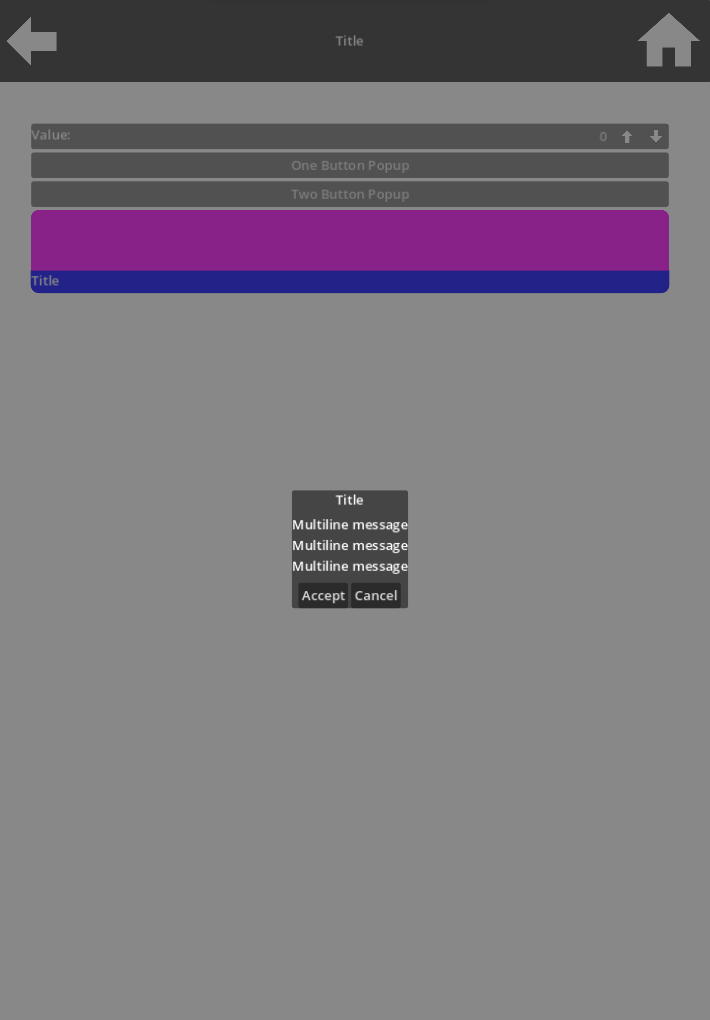 Title
Value: 0
One Button Popup
Two Button Popup
Title
Title
Multiline message
Multiline message
Multiline message
Accept Cancel